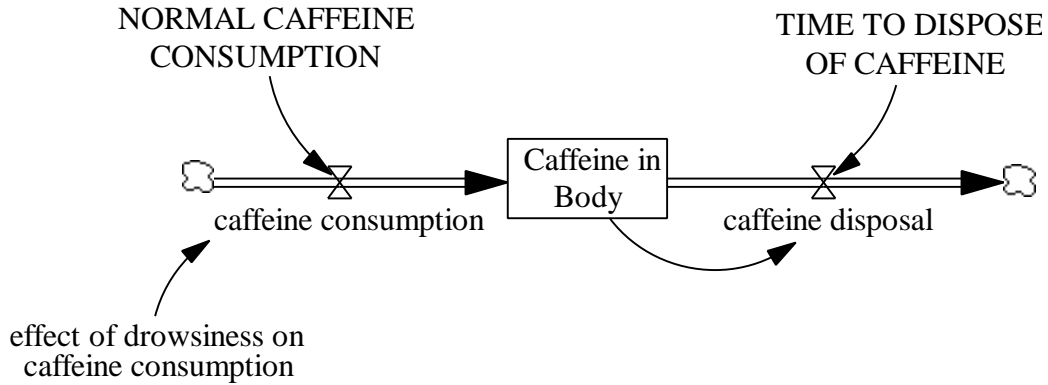 NORMAL CAFFEINE
CONSUMPTION
TIME TO DISPOSE
OF CAFFEINE
Caffeine in
Body
caffeine consumption
caffeine disposal
effect of drowsiness on
caffeine consumption